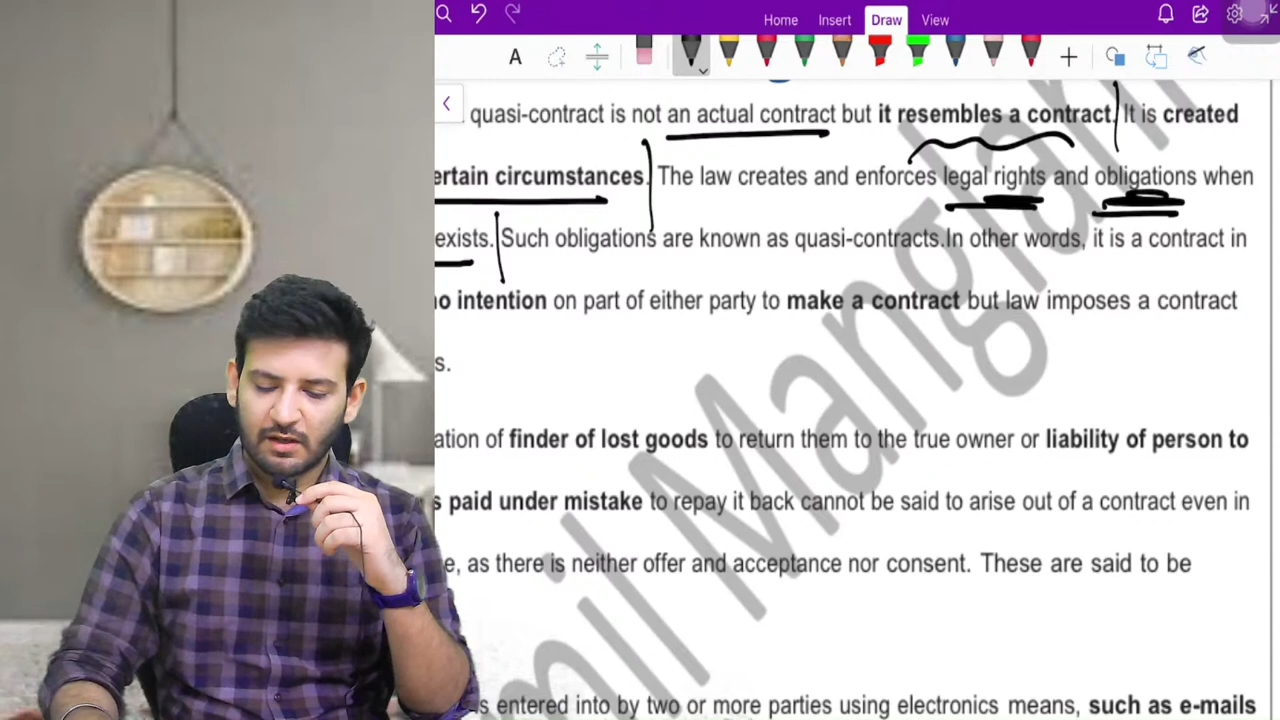 Home Insert Draw View
A
quasi-contract is not an actual contract but it resembles a contract. It is created
ertain circumstances. The law creates and enforces legal rights and obligations when
exists. Such obligations are known as quasi-contracts.In other words, it is a contract in
no intention on part of either party to make a contract but law imposes a contract
s.
ation of finder of lost goods to return them to the true owner or liability of person to
s paid under mistake to repay it back cannot be said to arise out of a contract even in
e, as there is neither offer and acceptance nor consent. These are said to be
s entered into by two or more parties using electronics means, such as e-mails